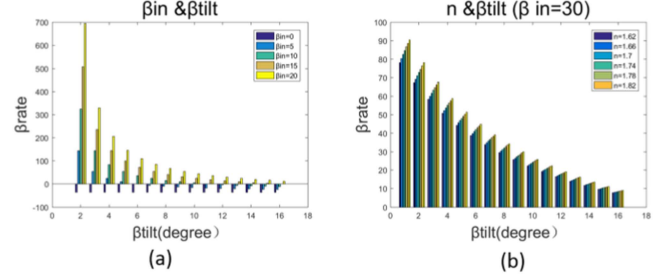 βin &βtilt
700
600
500
400
300
200
100
0
-100
βrate
0 2 4 6 8 10 12 14 16 18
βtilt(degree)
βin=0
βin=5
βin=10
βin=15
βin=20
(a)
n &βtilt (β in=30)
100
90
80
70
60
50
40
30
20
10
0
βrate
0 2 4 6 8 10 12 14 16 18
βtilt(degree)
n=1.62
n=1.66
n=1.7
n=1.74
n=1.78
n=1.82
(b)